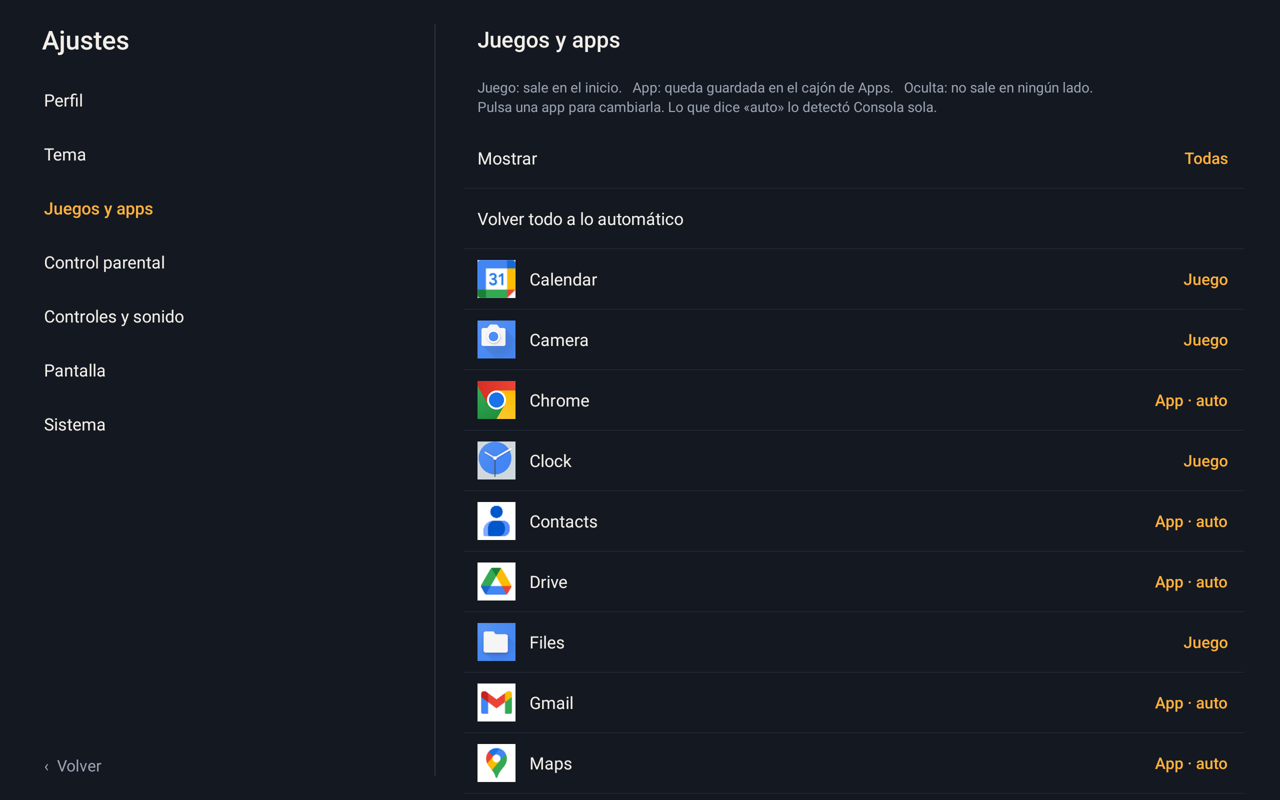 Ajustes
Perfil
Tema
Juegos y apps
Control parental
Controles y sonido
Pantalla
Sistema
‹ Volver
Juegos y apps
Juego: sale en el inicio. App: queda guardada en el cajón de Apps. Oculta: no sale en ningún lado.
Pulsa una app para cambiarla. Lo que dice «auto» lo detectó Consola sola.
Mostrar Todas
Volver todo a lo automático
31 Calendar Juego
Camera Juego
Chrome App · auto
Clock Juego
Contacts App · auto
Drive App · auto
Files Juego
Gmail App · auto
Maps App · auto